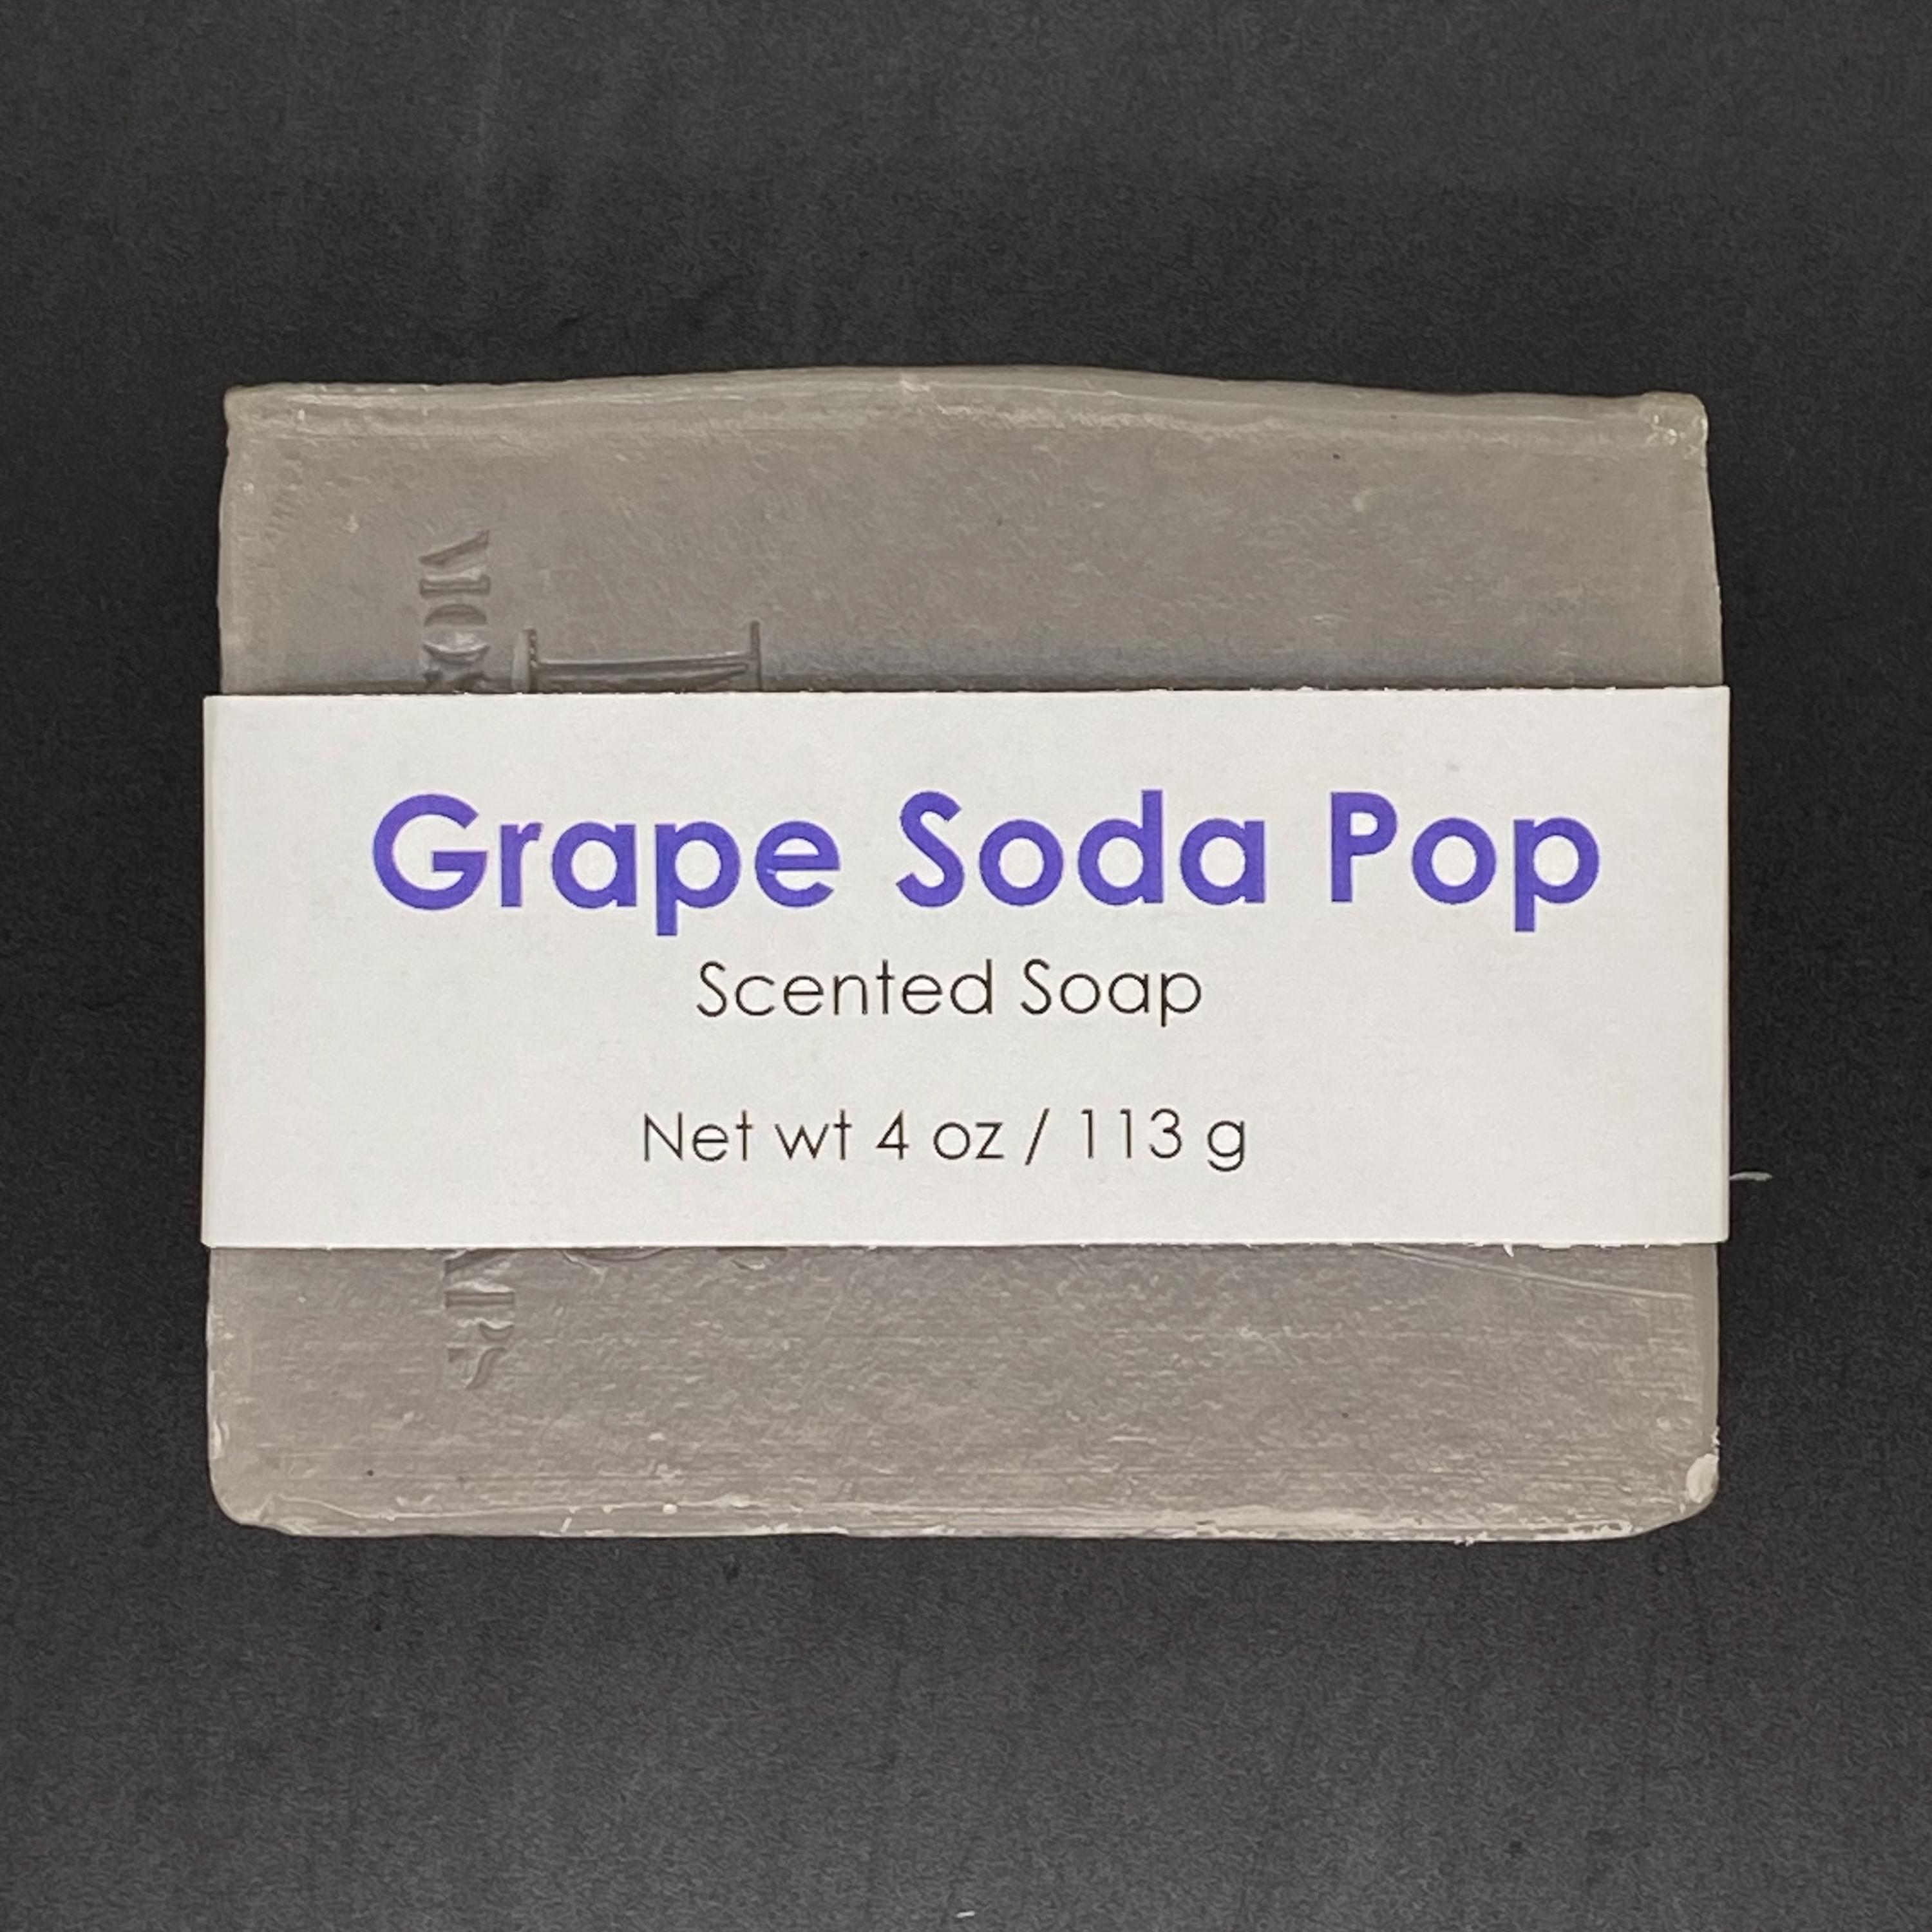 Grape Soda Pop
Scented Soap
Net wt 4 oz / 113 g